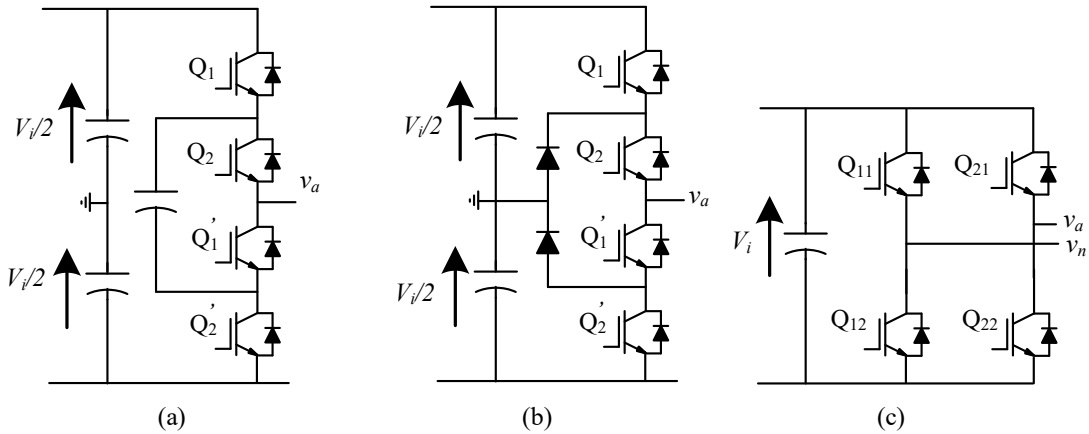 Q₁
Vᵢ/2
Q₂
vₐ
Q₁'
Vᵢ/2
Q₂'
(a)
Q₁
Vᵢ/2
Q₂
vₐ
Q₁'
Vᵢ/2
Q₂'
(b)
Q₁₁
Q₂₁
Vᵢ
vₐ
vₙ
Q₁₂
Q₂₂
(c)